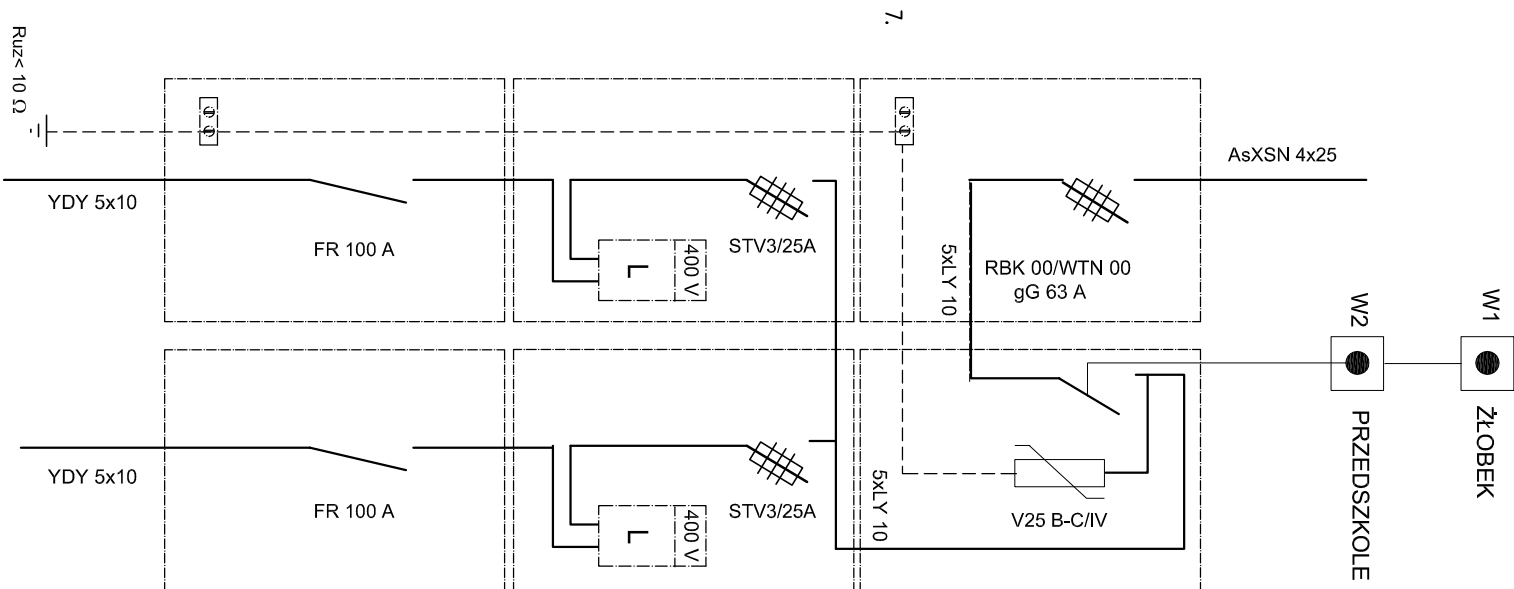 7.
Ruz< 10 Ω
AsXSN 4x25
YDY 5x10
FR 100 A
400 V
L
STV3/25A
5xLY 10
RBK 00/WTN 00
gG 63 A
W2
W1
ŻŁOBEK
PRZEDSZKOLE
YDY 5x10
FR 100 A
400 V
L
STV3/25A
5xLY 10
V25 B-C/IV